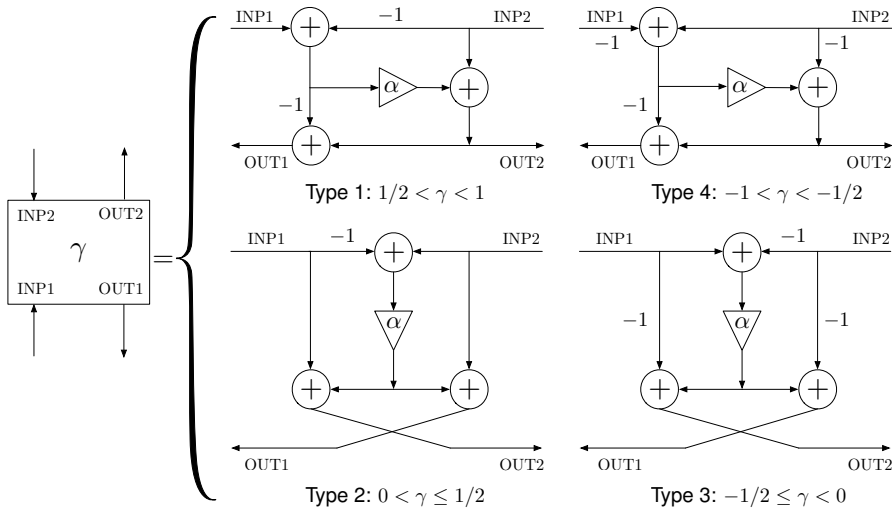 INP2
OUT2
γ
INP1
OUT1
=
INP1
−1
INP2
+
α
+
−1
+
OUT1
OUT2
Type 1: 1/2 < γ < 1
INP1
−1
+
INP2
−1
α
+
−1
+
OUT1
OUT2
Type 4: −1 < γ < −1/2
INP1
−1
+
INP2
α
+
+
OUT1
OUT2
Type 2: 0 < γ ≤ 1/2
INP1
+
−1
INP2
−1
α
−1
+
+
OUT1
OUT2
Type 3: −1/2 ≤ γ < 0